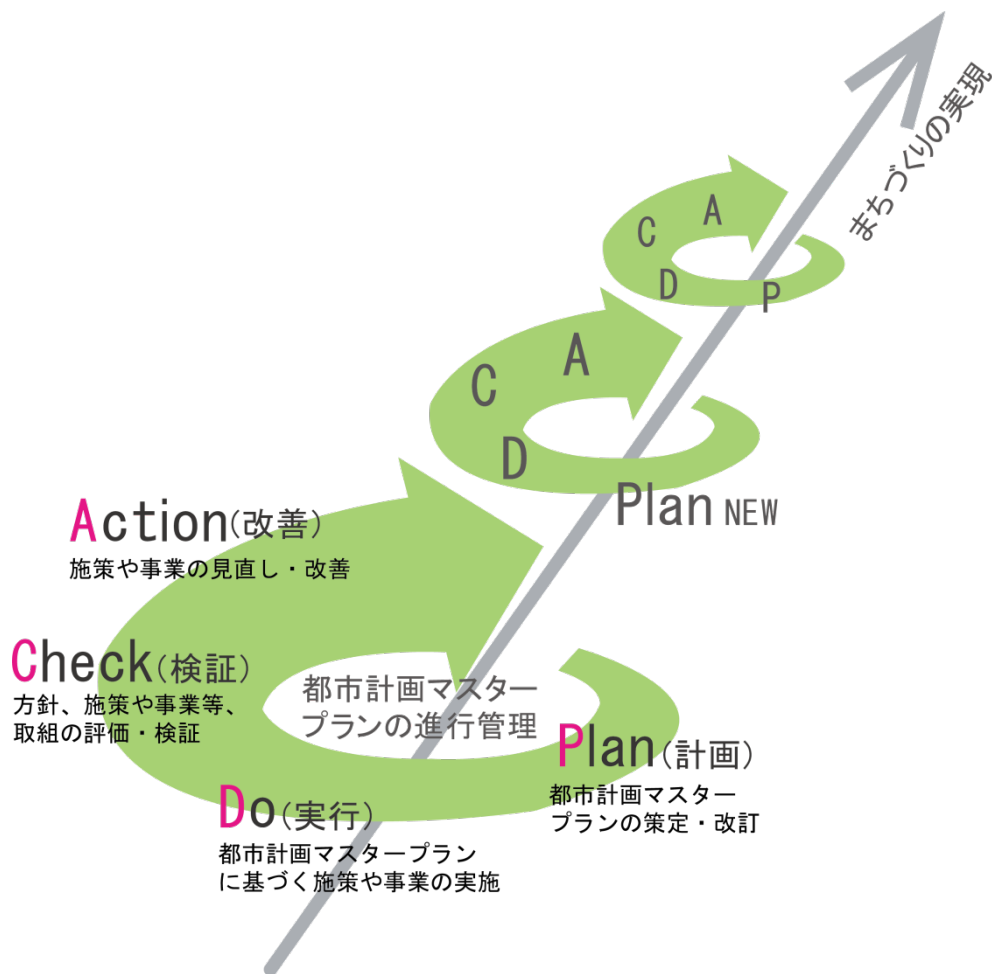 まちづくりの実現
C A
D P
C A
D
Plan NEW
Action(改善)
施策や事業の見直し・改善
Check(検証)
方針、施策や事業等、
取組の評価・検証
都市計画マスター
プランの進行管理
Plan(計画)
都市計画マスター
プランの策定・改訂
Do(実行)
都市計画マスタープラン
に基づく施策や事業の実施